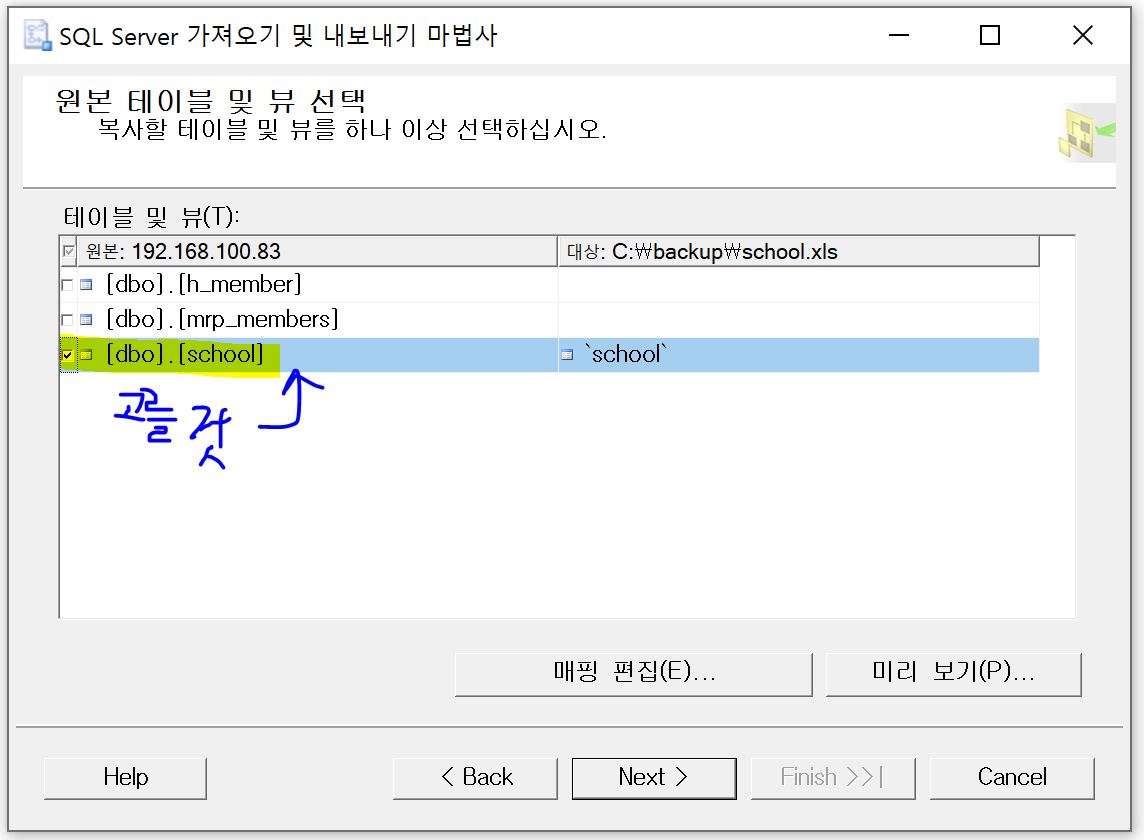 SQL Server 가져오기 및 내보내기 마법사
원본 테이블 및 뷰 선택
복사할 테이블 및 뷰를 하나 이상 선택하십시오.
테이블 및 뷰(T):
원본: 192.168.100.83 대상: C:₩backup₩school.xls
[dbo].[h_member]
[dbo].[mrp_members]
[dbo].[school] `school`
고를 것
매핑 편집(E)... 미리 보기(P)...
Help < Back Next > Finish >>| Cancel